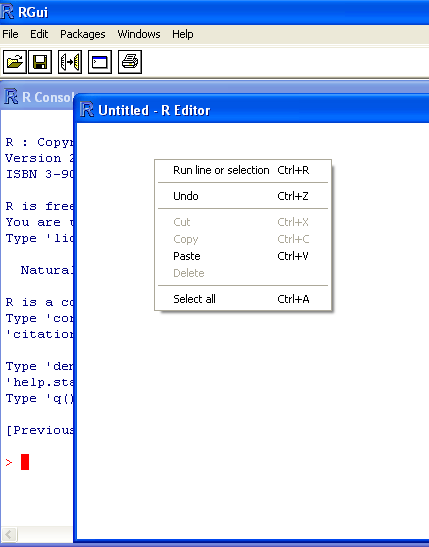 RGui
File Edit Packages Windows Help
R Console
Untitled - R Editor
R : Copyr
Version 2
ISBN 3-90
R is free
You are
Type 'lic
Natural
R is a co
Type 'cor
'citation
Type 'dem
'help.sta
Type 'q()
[Previous
>
Run line or selection Ctrl+R
Undo Ctrl+Z
Cut Ctrl+X
Copy Ctrl+C
Paste Ctrl+V
Delete
Select all Ctrl+A